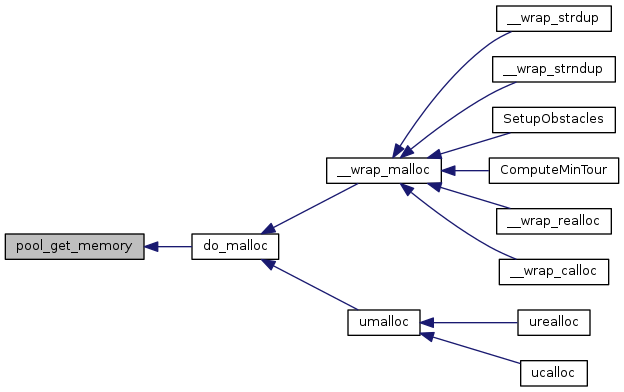 __wrap_strdup
__wrap_strndup
SetupObstacles
__wrap_malloc
ComputeMinTour
__wrap_realloc
pool_get_memory
do_malloc
__wrap_calloc
umalloc
urealloc
ucalloc